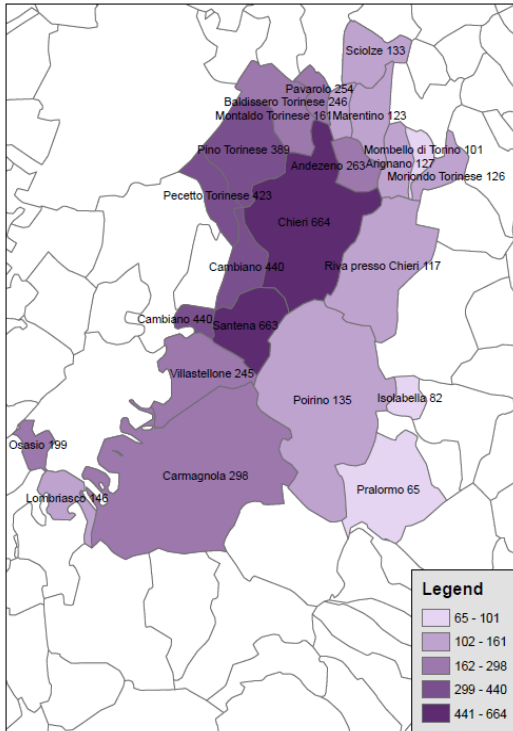 Sciolze 133
Pavarolo 254
Baldissero Torinese 246
Montaldo Torinese 161
Marentino 123
Mombello di Torino 101
Pino Torinese 389
Andezeno 263
Arignano 127
Moriondo Torinese 126
Pecetto Torinese 423
Chieri 664
Cambiano 440
Riva presso Chieri 117
Cambiano 440
Santena 663
Villastellone 245
Poirino 135
Isolabella 82
Osasio 199
Carmagnola 298
Lombriasco 146
Pralormo 65
Legend
65 - 101
102 - 161
162 - 298
299 - 440
441 - 664